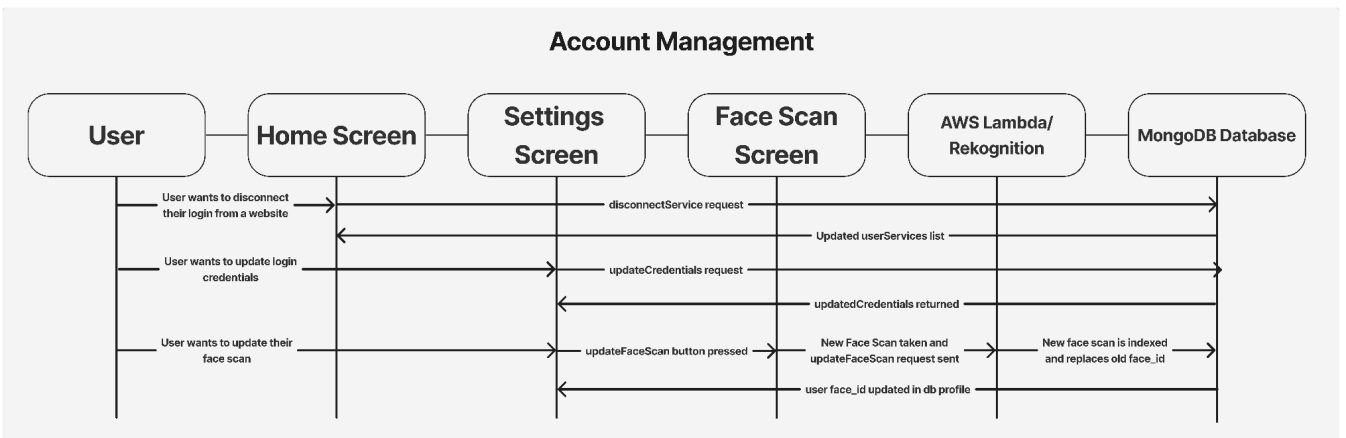 Account Management
User
Home Screen
Settings
Screen
Face Scan
Screen
AWS Lambda/
Rekognition
MongoDB Database
User wants to disconnect
their login from a website
disconnectService request
Updated userServices list
User wants to update login
credentials
updateCredentials request
updatedCredentials returned
User wants to update their
face scan
updateFaceScan button pressed
New Face Scan taken and
updateFaceScan request sent
New face scan is indexed
and replaces old face_id
user face_id updated in db profile